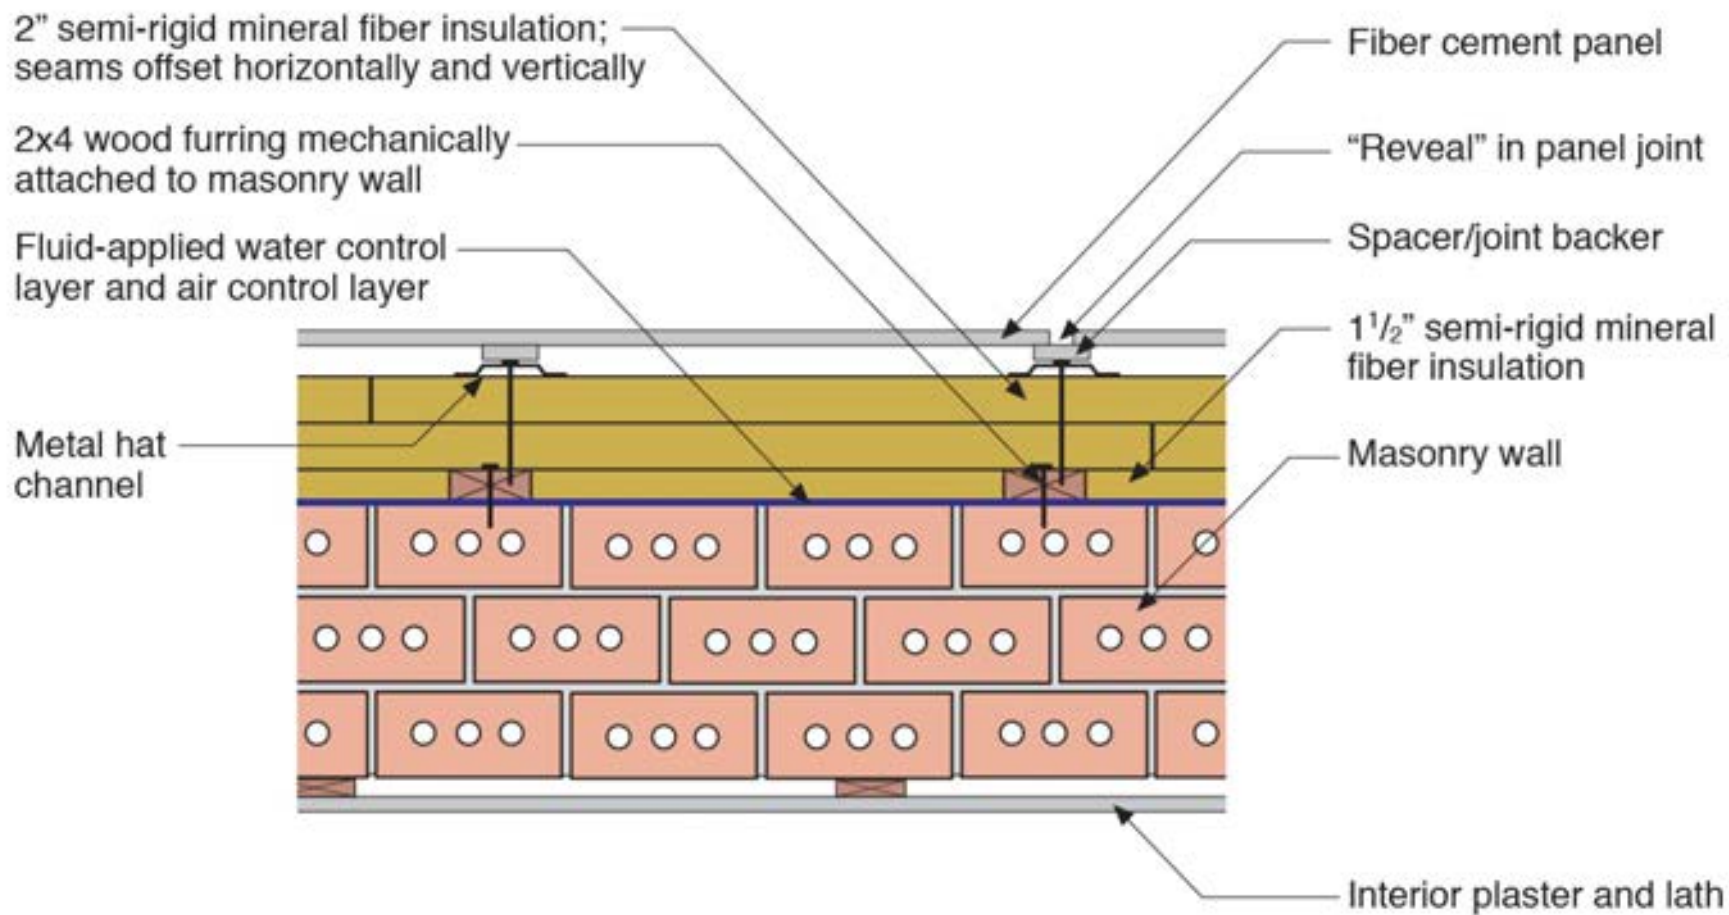 2” semi-rigid mineral fiber insulation;
seams offset horizontally and vertically
2x4 wood furring mechanically
attached to masonry wall
Fluid-applied water control
layer and air control layer
Metal hat
channel
Fiber cement panel
“Reveal” in panel joint
Spacer/joint backer
1¹/₂” semi-rigid mineral
fiber insulation
Masonry wall
Interior plaster and lath